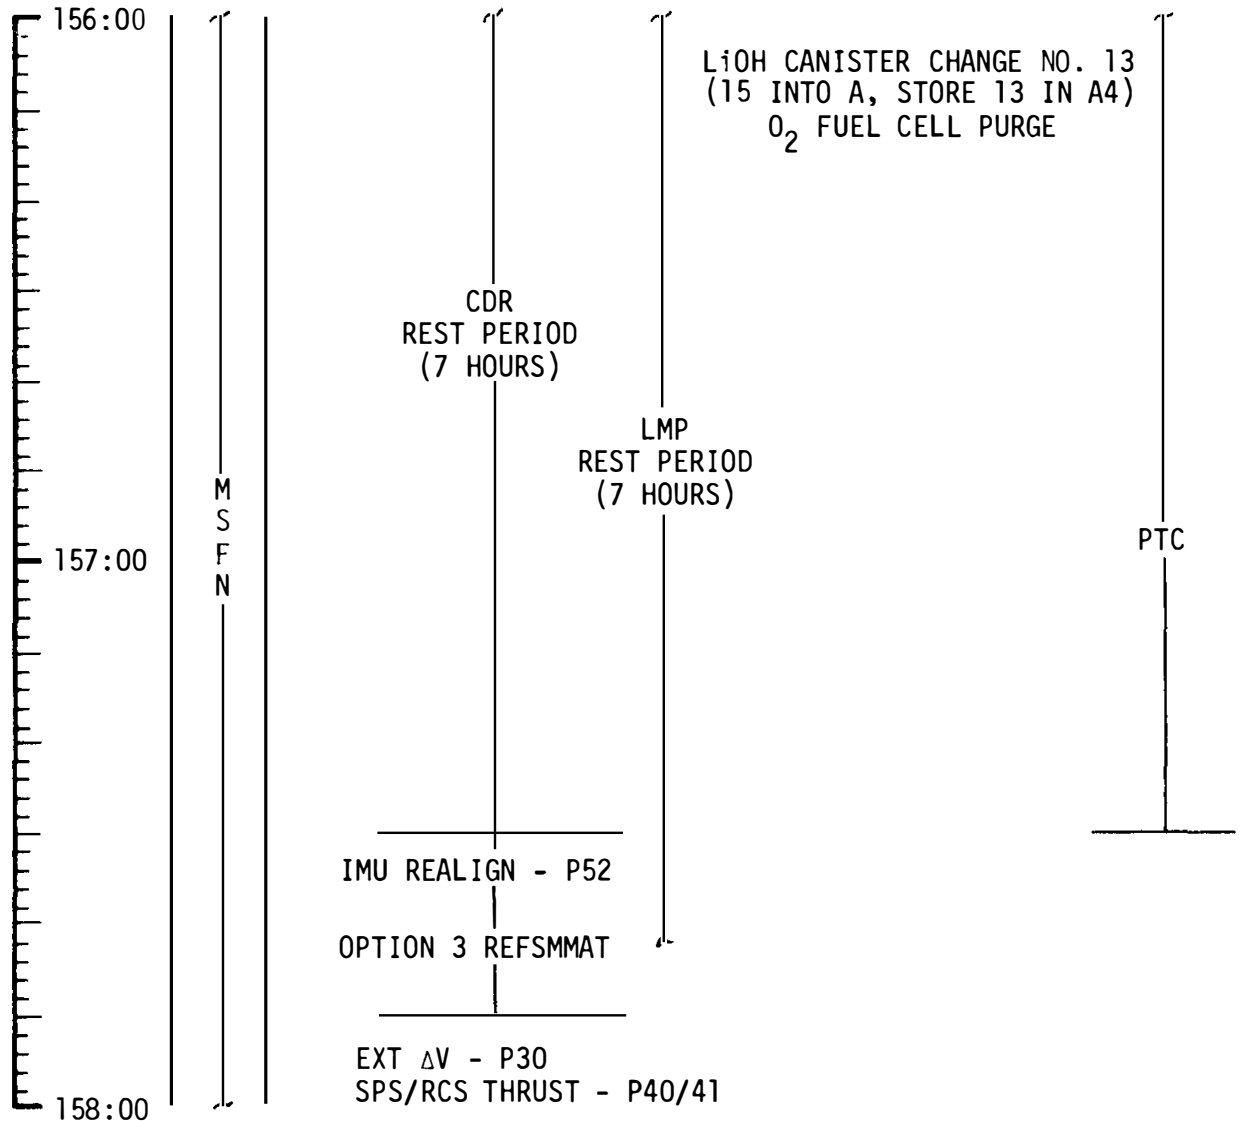 156:00
LiOH CANISTER CHANGE NO. 13
(15 INTO A, STORE 13 IN A4)
O2 FUEL CELL PURGE
CDR
REST PERIOD
(7 HOURS)
LMP
REST PERIOD
(7 HOURS)
M
S
F
N
157:00
PTC
IMU REALIGN - P52
OPTION 3 REFSMMAT
EXT ΔV - P30
SPS/RCS THRUST - P40/41
158:00